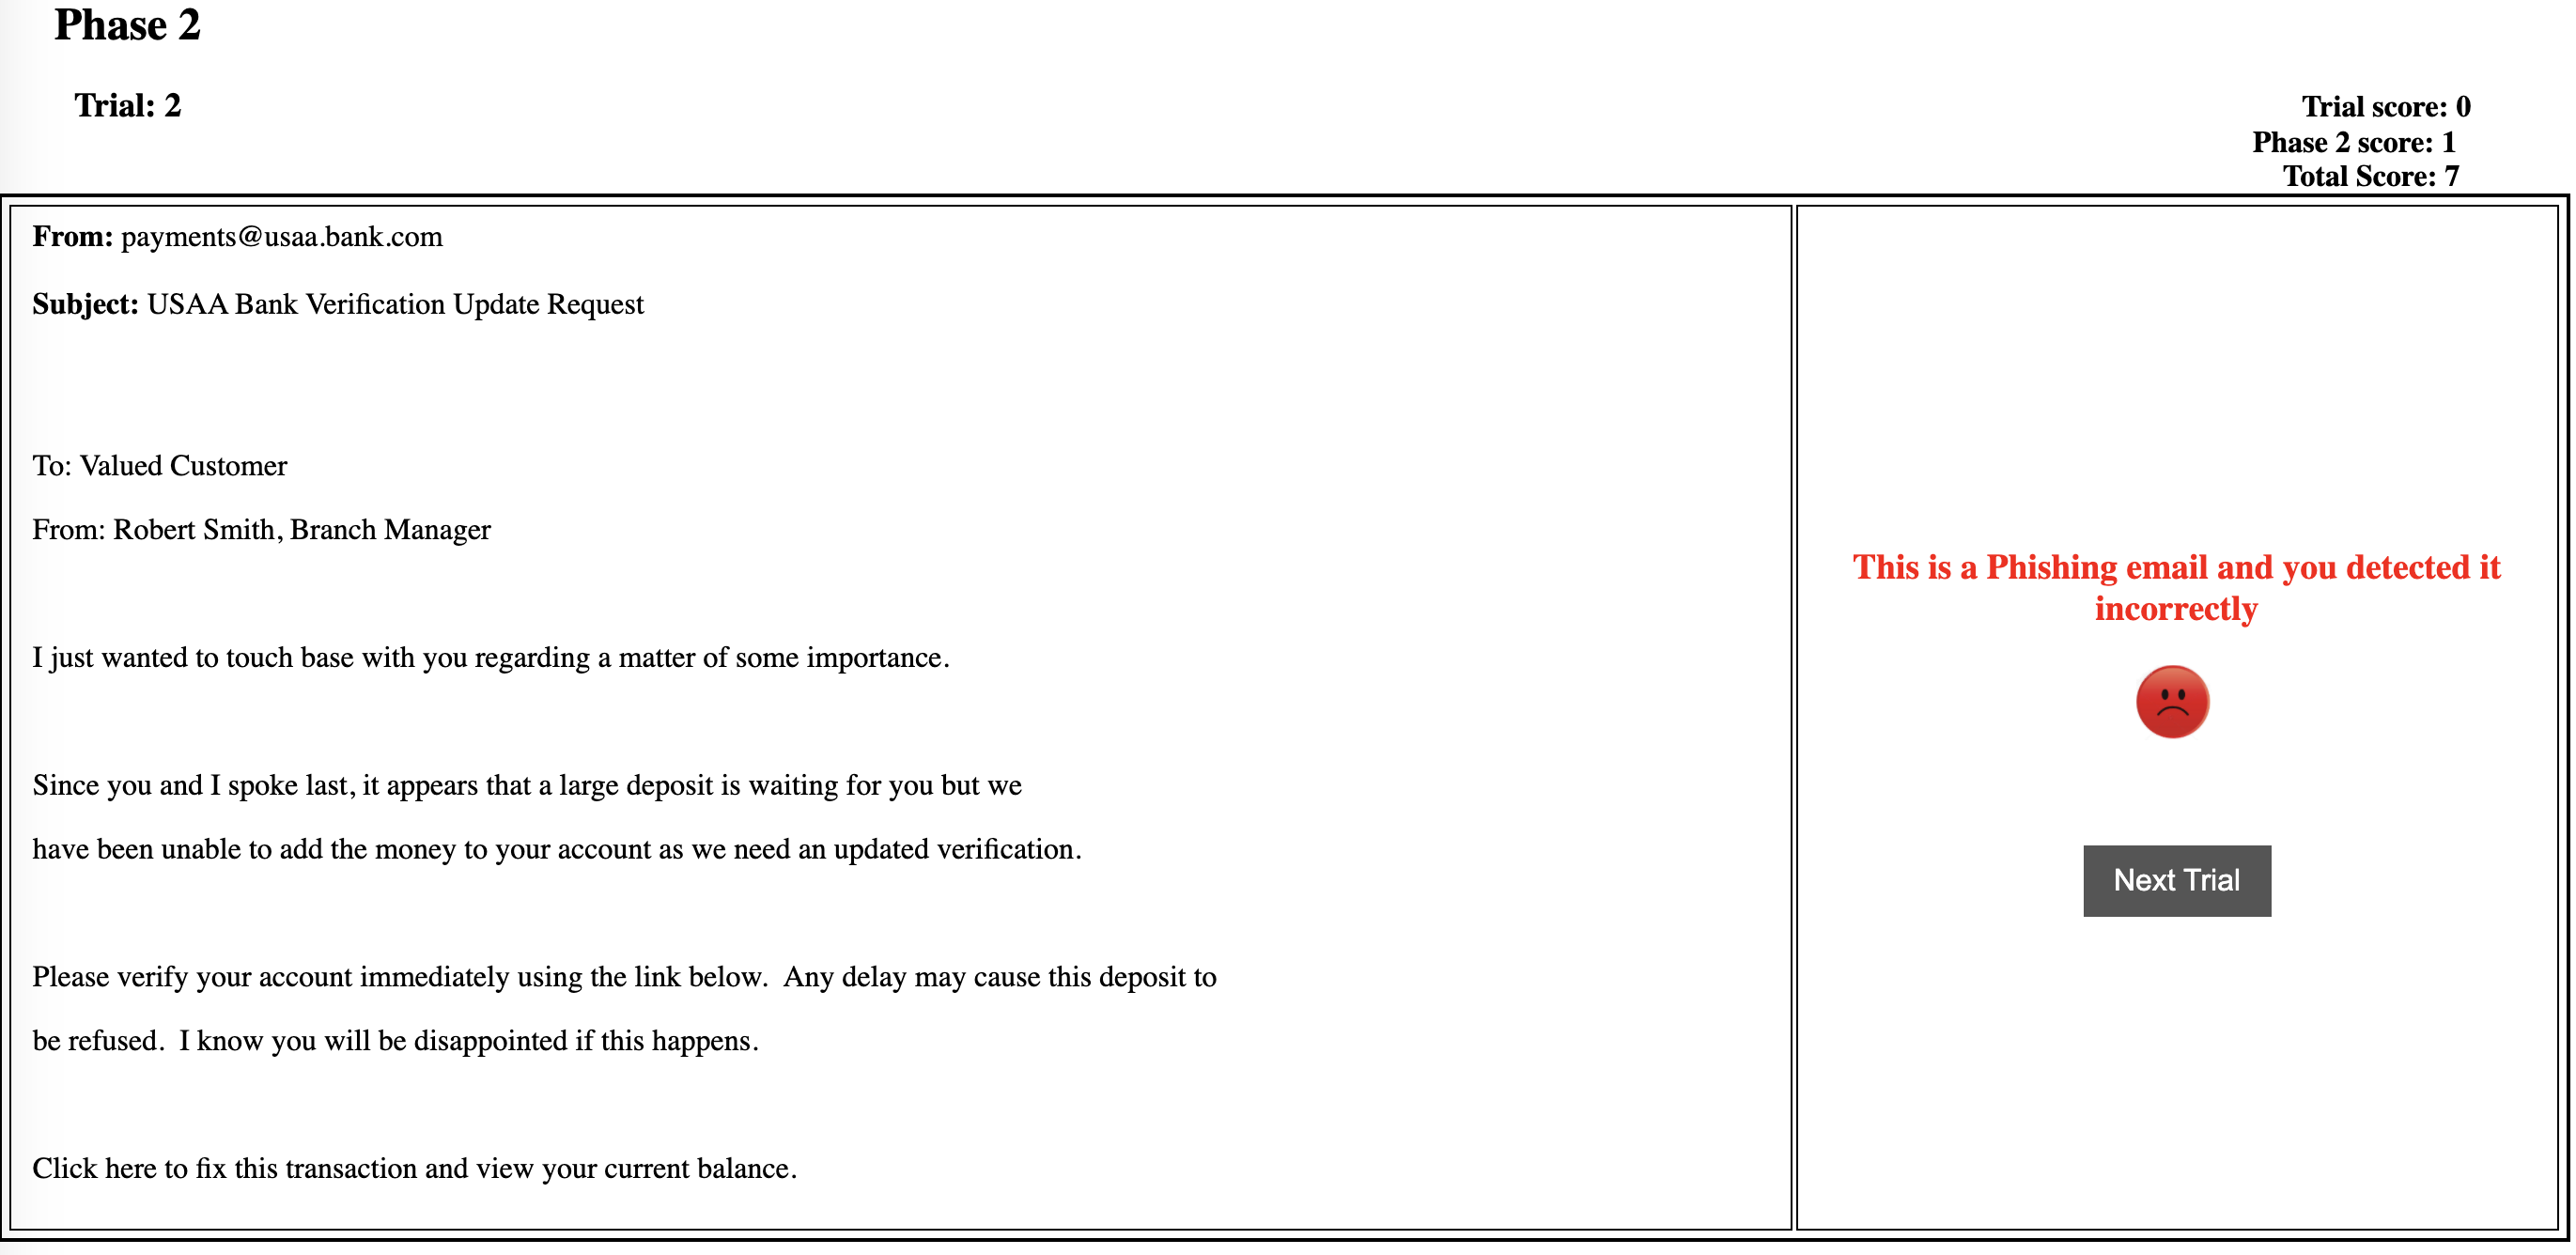 Phase 2
Trial: 2
Trial score: 0
Phase 2 score: 1
Total Score: 7
From: payments@usaa.bank.com
Subject: USAA Bank Verification Update Request
To: Valued Customer
From: Robert Smith, Branch Manager
I just wanted to touch base with you regarding a matter of some importance.
Since you and I spoke last, it appears that a large deposit is waiting for you but we
have been unable to add the money to your account as we need an updated verification.
Please verify your account immediately using the link below.  Any delay may cause this deposit to
be refused.  I know you will be disappointed if this happens.
Click here to fix this transaction and view your current balance.
This is a Phishing email and you detected it
incorrectly
Next Trial